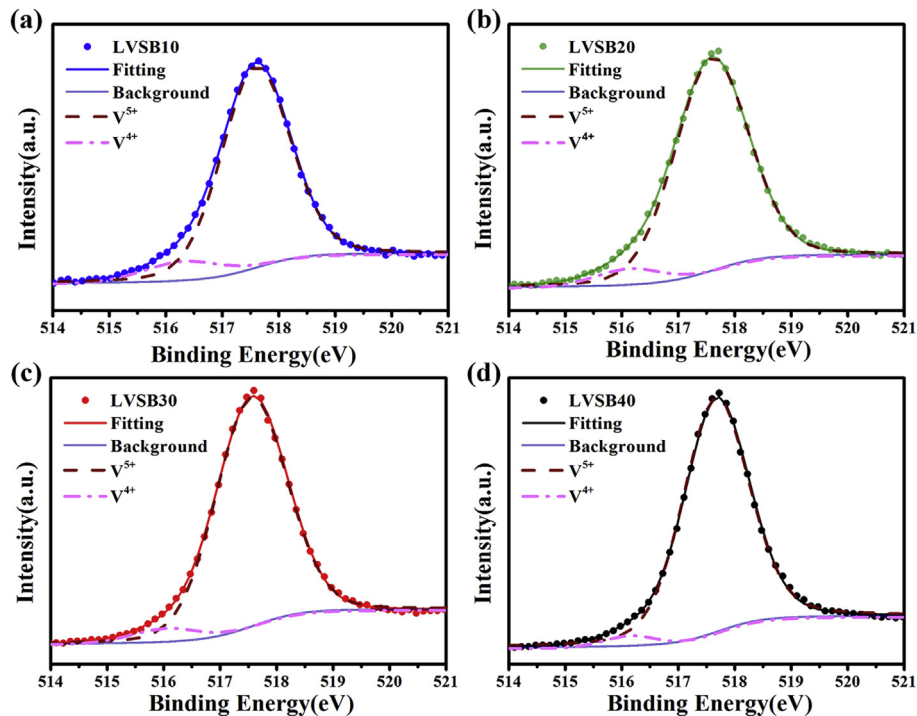 (a)
LVSB10
Fitting
Background
V⁵⁺
V⁴⁺
Intensity(a.u.)
514 515 516 517 518 519 520 521
Binding Energy(eV)
(b)
LVSB20
Fitting
Background
V⁵⁺
V⁴⁺
Intensity(a.u.)
514 515 516 517 518 519 520 521
Binding Energy(eV)
(c)
LVSB30
Fitting
Background
V⁵⁺
V⁴⁺
Intensity(a.u.)
514 515 516 517 518 519 520 521
Binding Energy(eV)
(d)
LVSB40
Fitting
Background
V⁵⁺
V⁴⁺
Intensity(a.u.)
514 515 516 517 518 519 520 521
Binding Energy(eV)